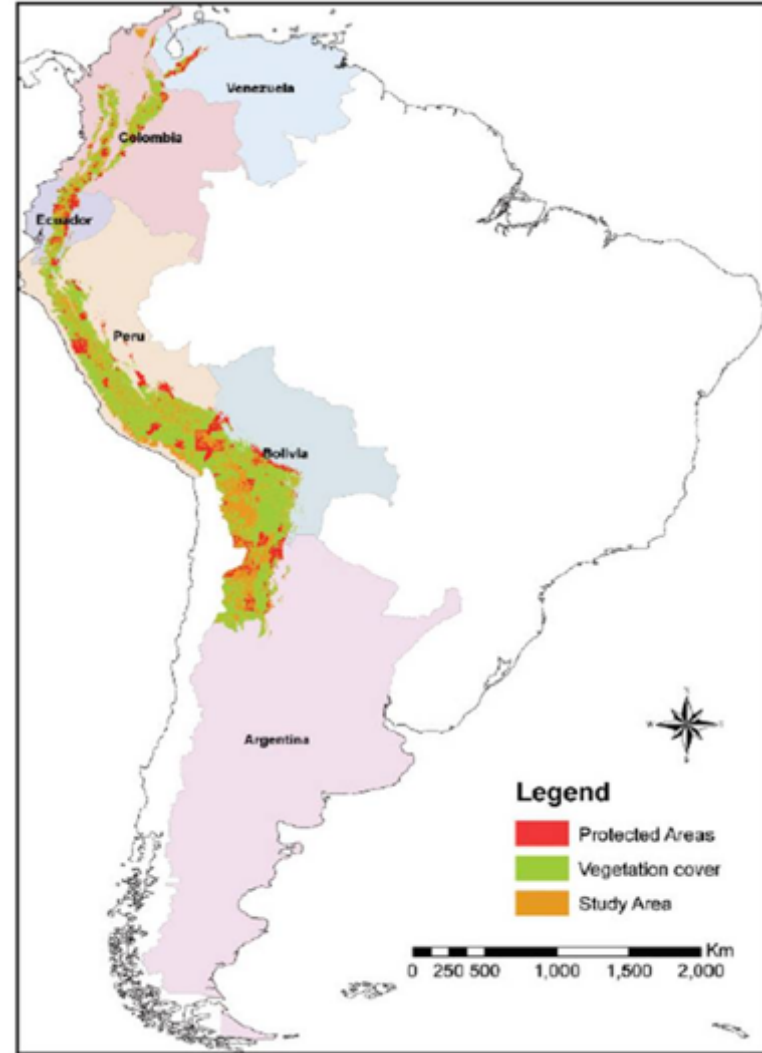 Venezuela
Colombia
Ecuador
Peru
Bolivia
Argentina
N
W
S
Legend
Protected Areas
Vegetation cover
Study Area
Km
0 250 500 1,000 1,500 2,000